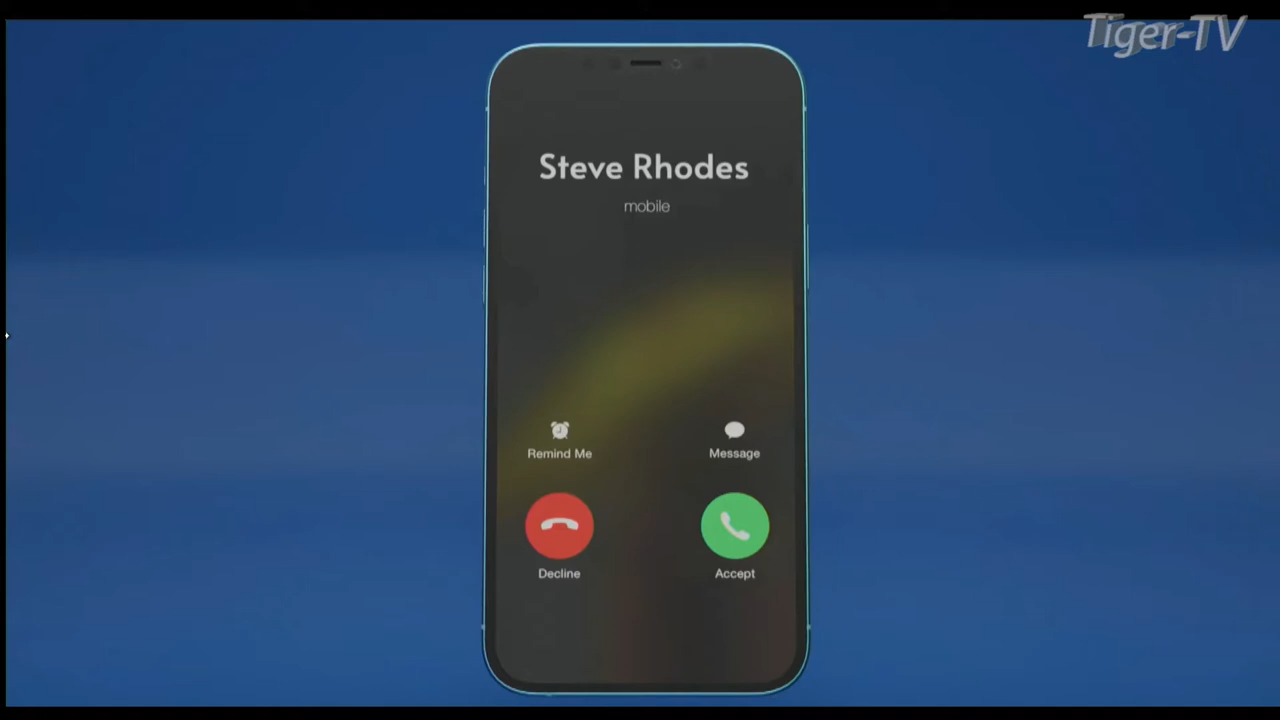 Tiger-TV
Steve Rhodes
mobile
Remind Me
Message
Decline
Accept